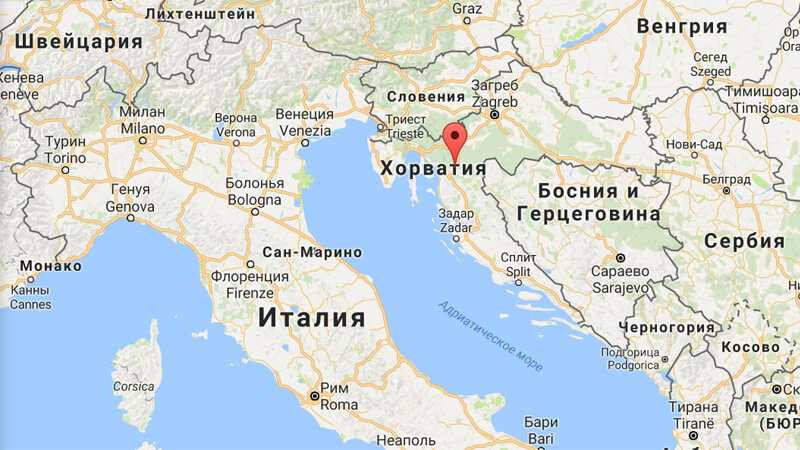 Лихтенштейн
Грац
Graz
Венгрия
Швейцария
Женева
Geneve
Сегед
Szeged
Тимишоара
Timișoara
Загреб
Zagreb
Словения
Милан
Milano
Верона
Verona
Венеция
Venezia
Триест
Trieste
Турин
Torino
Нови-Сад
Хорватия
Босния и
Герцеговина
Белград
Генуя
Genova
Болонья
Bologna
Задар
Zadar
Сербия
Сан-Марино
Сплит
Split
Сараево
Sarajevo
Монако
Канны
Cannes
Флоренция
Firenze
Италия
Адриатическое море
Черногория
Подгорица
Podgorica
Косово
Corsica
Рим
Roma
Тирана
Tiranë
Бари
Bari
Неаполь
(БЮР